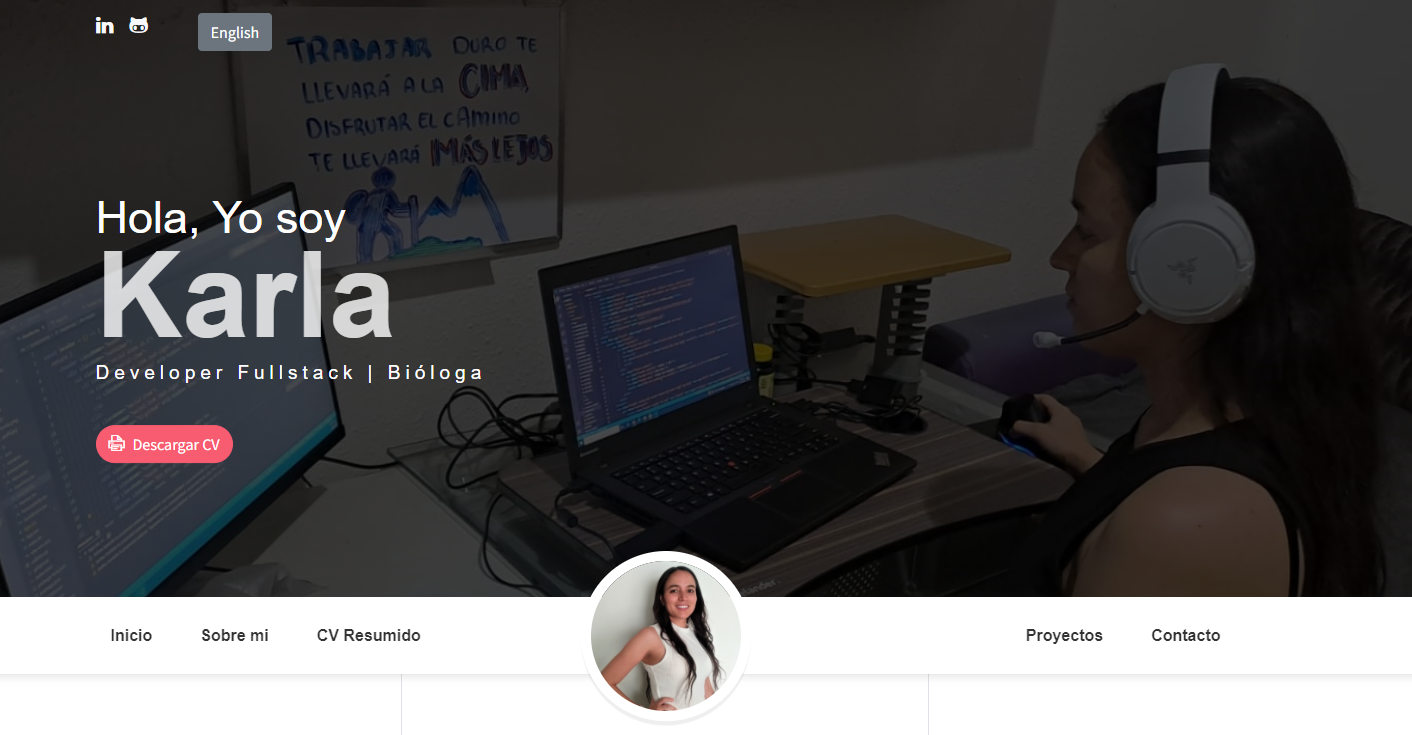 in
English
TRABAJAR DURO TE
LLEVARÁ A LA CIMA
DISFRUTAR EL CAMINO
TE LLEVARÁ MÁS LEJOS
Hola, Yo soy
Karla
Developer Fullstack | Bióloga
Descargar CV
Inicio
Sobre mi
CV Resumido
Proyectos
Contacto